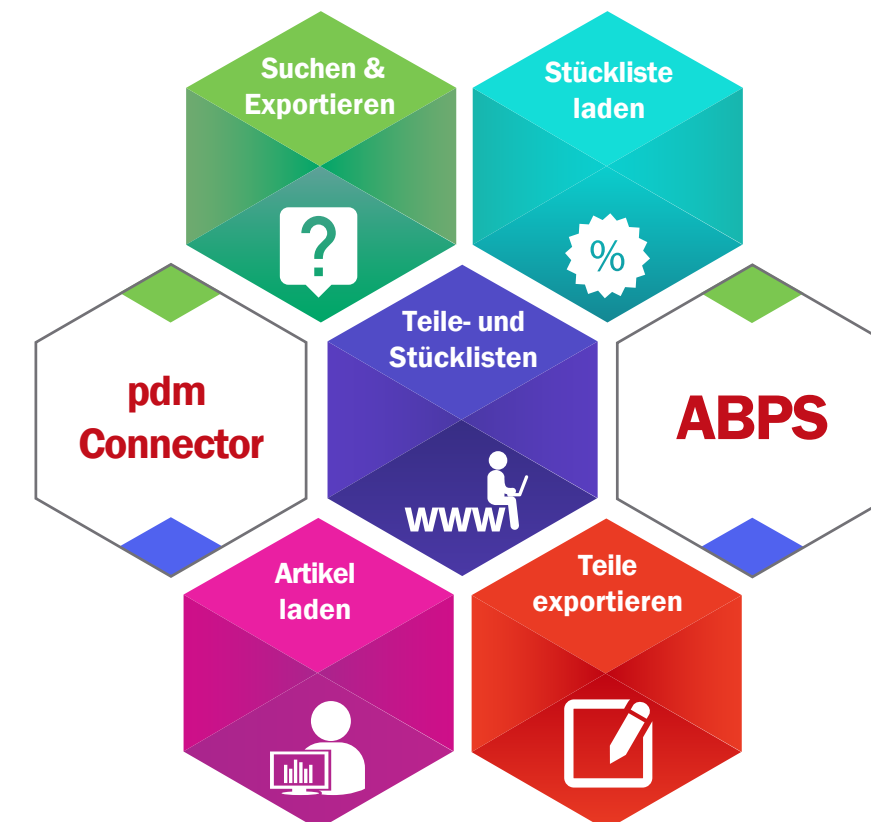 Suchen &
Exportieren
Stückliste
laden
?
%
pdm
Connector
Teile- und
Stücklisten
www
ABPS
Artikel
laden
Teile
exportieren